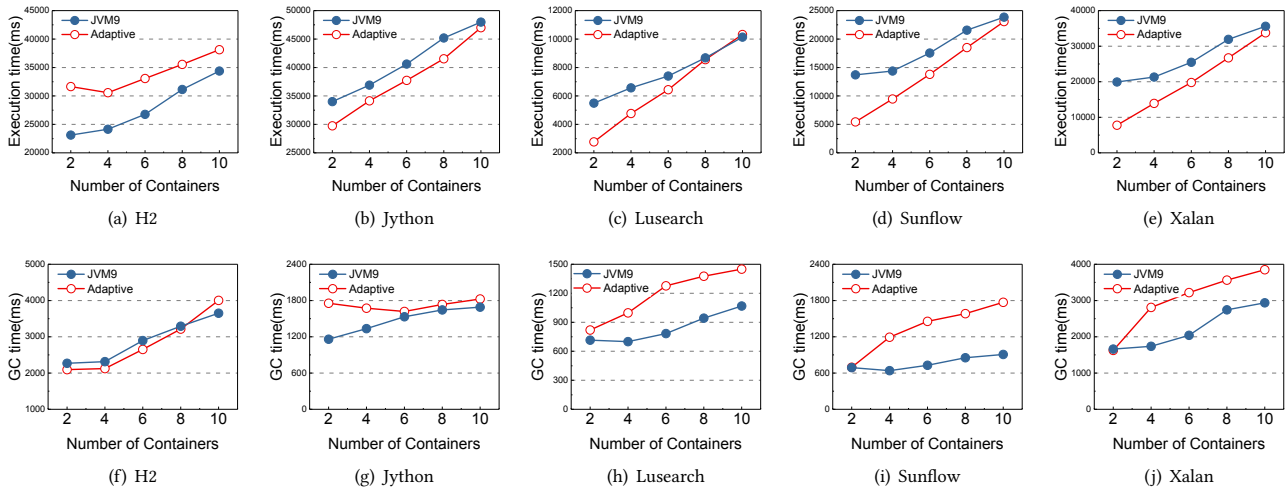 Execution time(ms)
40000
35000
30000
25000
20000
JVM9
Adaptive
2 4 6 8 10
Number of Containers
(a) H2
Execution time(ms)
50000
45000
40000
35000
30000
25000
JVM9
Adaptive
2 4 6 8 10
Number of Containers
(b) Jython
Execution time(ms)
12000
10000
8000
6000
4000
2000
JVM9
Adaptive
2 4 6 8 10
Number of Containers
(c) Lusearch
Execution time(ms)
25000
20000
15000
10000
5000
0
JVM9
Adaptive
2 4 6 8 10
Number of Containers
(d) Sunflow
Execution time(ms)
40000
30000
20000
10000
0
JVM9
Adaptive
2 4 6 8 10
Number of Containers
(e) Xalan
GC time(ms)
5000
4000
3000
2000
1000
JVM9
Adaptive
2 4 6 8 10
Number of Containers
(f) H2
GC time(ms)
2400
1800
1200
600
0
JVM9
Adaptive
2 4 6 8 10
Number of Containers
(g) Jython
GC time(ms)
1500
1200
900
600
300
0
JVM9
Adaptive
2 4 6 8 10
Number of Containers
(h) Lusearch
GC time(ms)
2400
1800
1200
600
0
JVM9
Adaptive
2 4 6 8 10
Number of Containers
(i) Sunflow
GC time(ms)
4000
3000
2000
1000
0
JVM9
Adaptive
2 4 6 8 10
Number of Containers
(j) Xalan